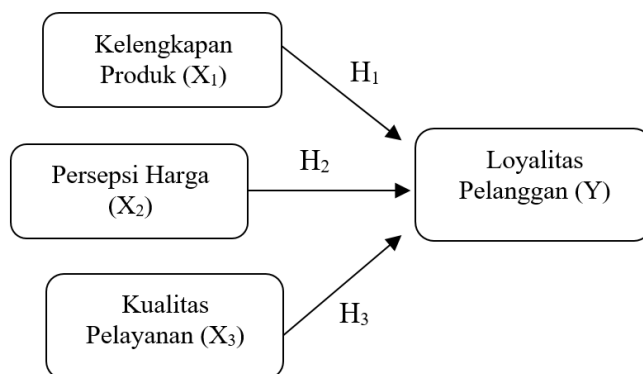 Kelengkapan
Produk (X₁)
H₁
Persepsi Harga
(X₂)
H₂
Loyalitas
Pelanggan (Y)
Kualitas
Pelayanan (X₃)
H₃